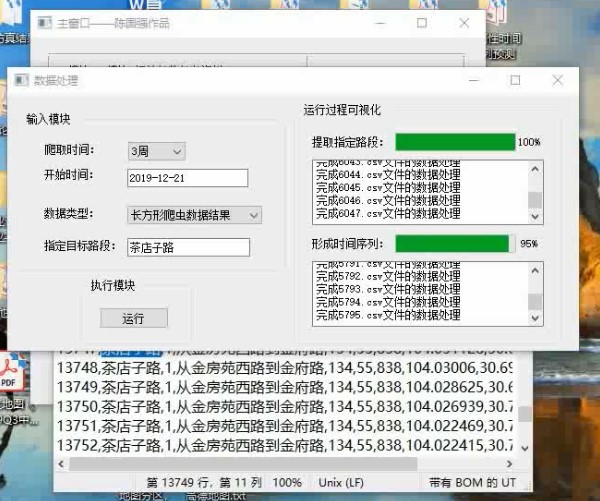 主窗口——陈国强作品
数据处理
输入模块
爬取时间: 3周
开始时间: 2019-12-21
数据类型: 长方形爬虫数据结果
指定目标路段: 茶店子路
执行模块
运行
运行过程可视化
提取指定路段: 100%
完成6043.csv文件的数据处理
完成6044.csv文件的数据处理
完成6045.csv文件的数据处理
完成6046.csv文件的数据处理
完成6047.csv文件的数据处理
形成时间序列: 95%
完成5791.csv文件的数据处理
完成5792.csv文件的数据处理
完成5793.csv文件的数据处理
完成5794.csv文件的数据处理
完成5795.csv文件的数据处理
13748,茶店子路,1,从金房苑西路到金府路,134,55,838,104.03006,30.69
13749,茶店子路,1,从金房苑西路到金府路,134,55,838,104.028625,30.6
13750,茶店子路,1,从金房苑西路到金府路,134,55,838,104.026939,30.7
13751,茶店子路,1,从金房苑西路到金府路,134,55,838,104.022469,30.7
13752,茶店子路,1,从金房苑西路到金府路,134,55,838,104.022415,30.7
第 13749 行，第 11 列 100% Unix (LF) 带有 BOM 的 UT
PDF